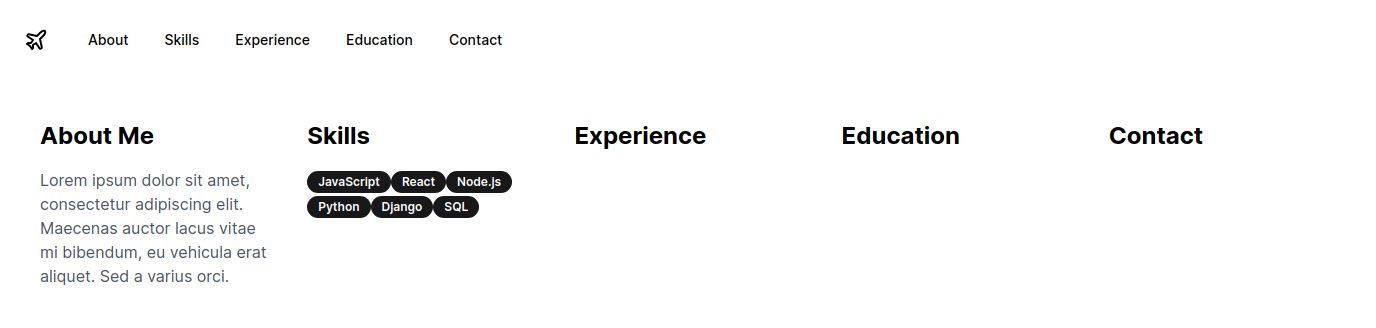 About Skills Experience Education Contact
About Me
Lorem ipsum dolor sit amet,
consectetur adipiscing elit.
Maecenas auctor lacus vitae
mi bibendum, eu vehicula erat
aliquet. Sed a varius orci.
Skills
JavaScript React Node.js
Python Django SQL
Experience
Education
Contact